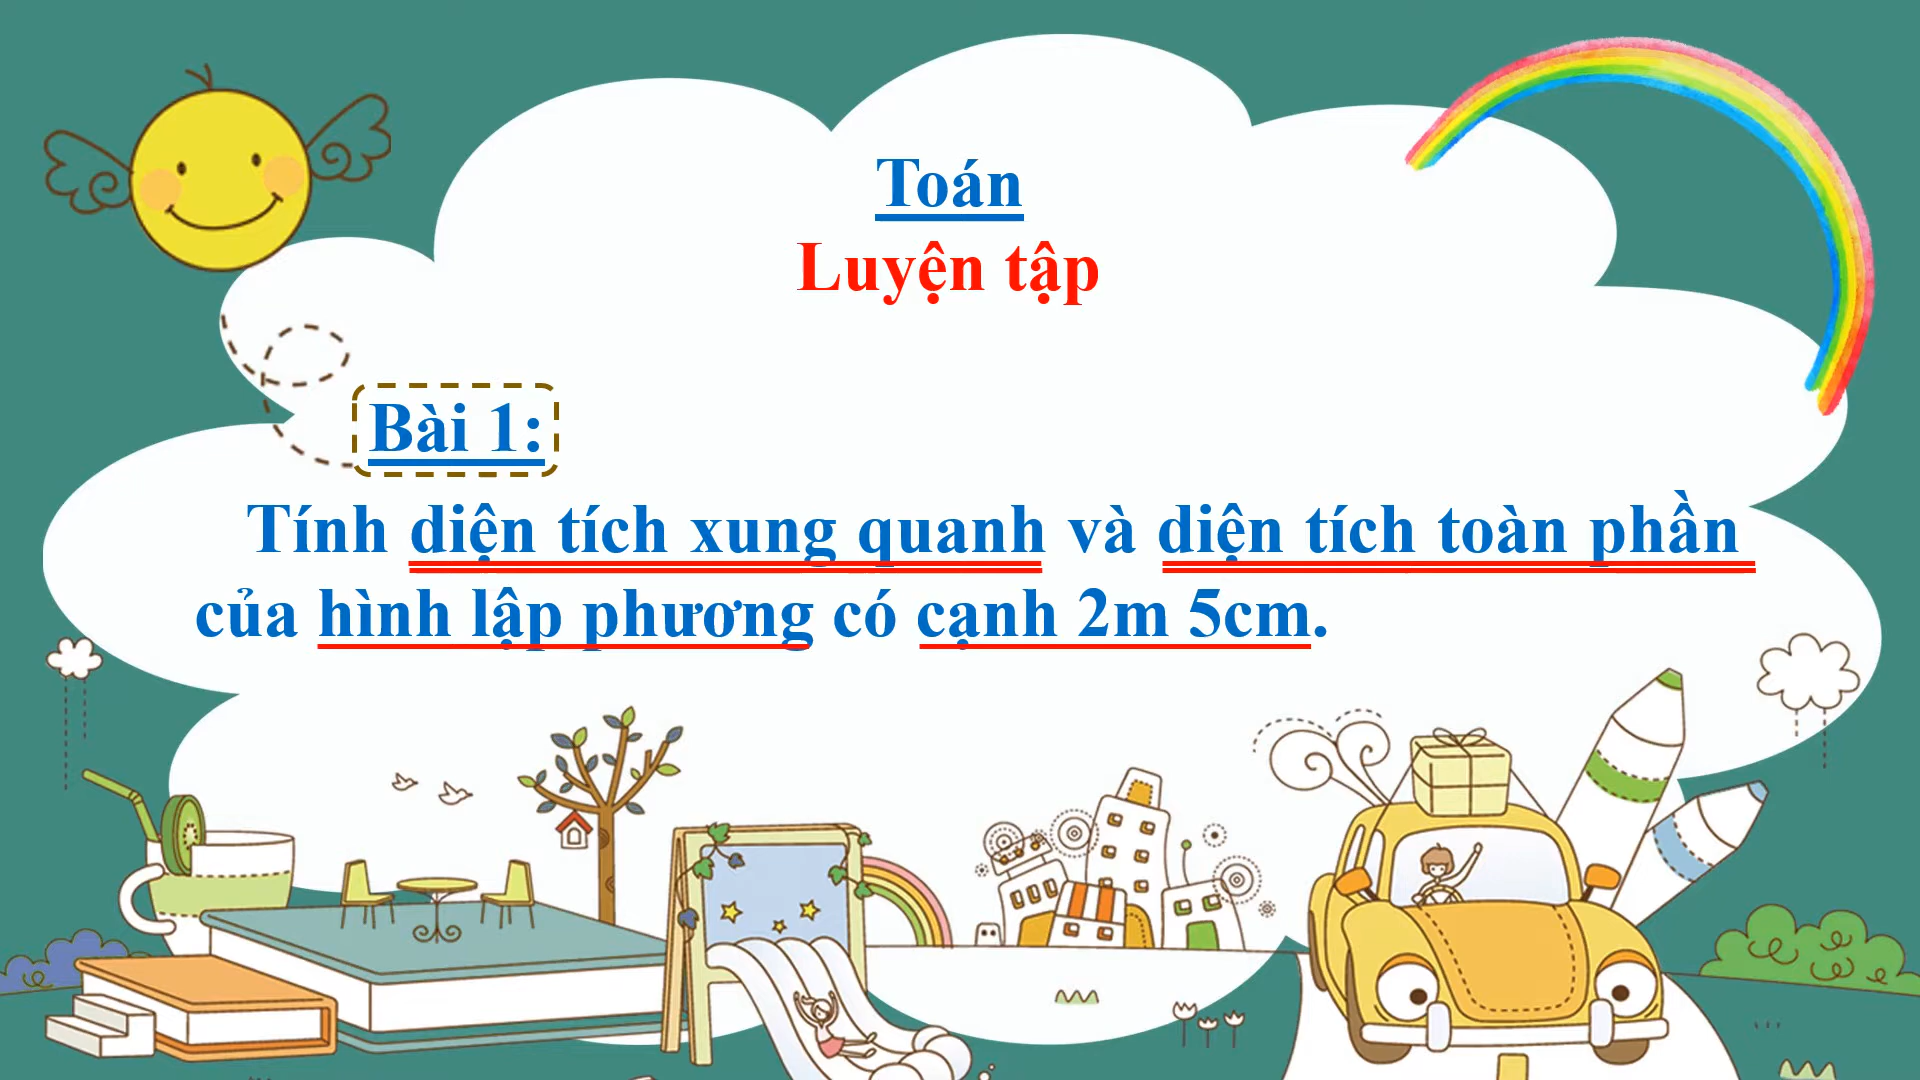 Toán
Luyện tập
Bài 1:
Tính diện tích xung quanh và diện tích toàn phần
của hình lập phương có cạnh 2m 5cm.